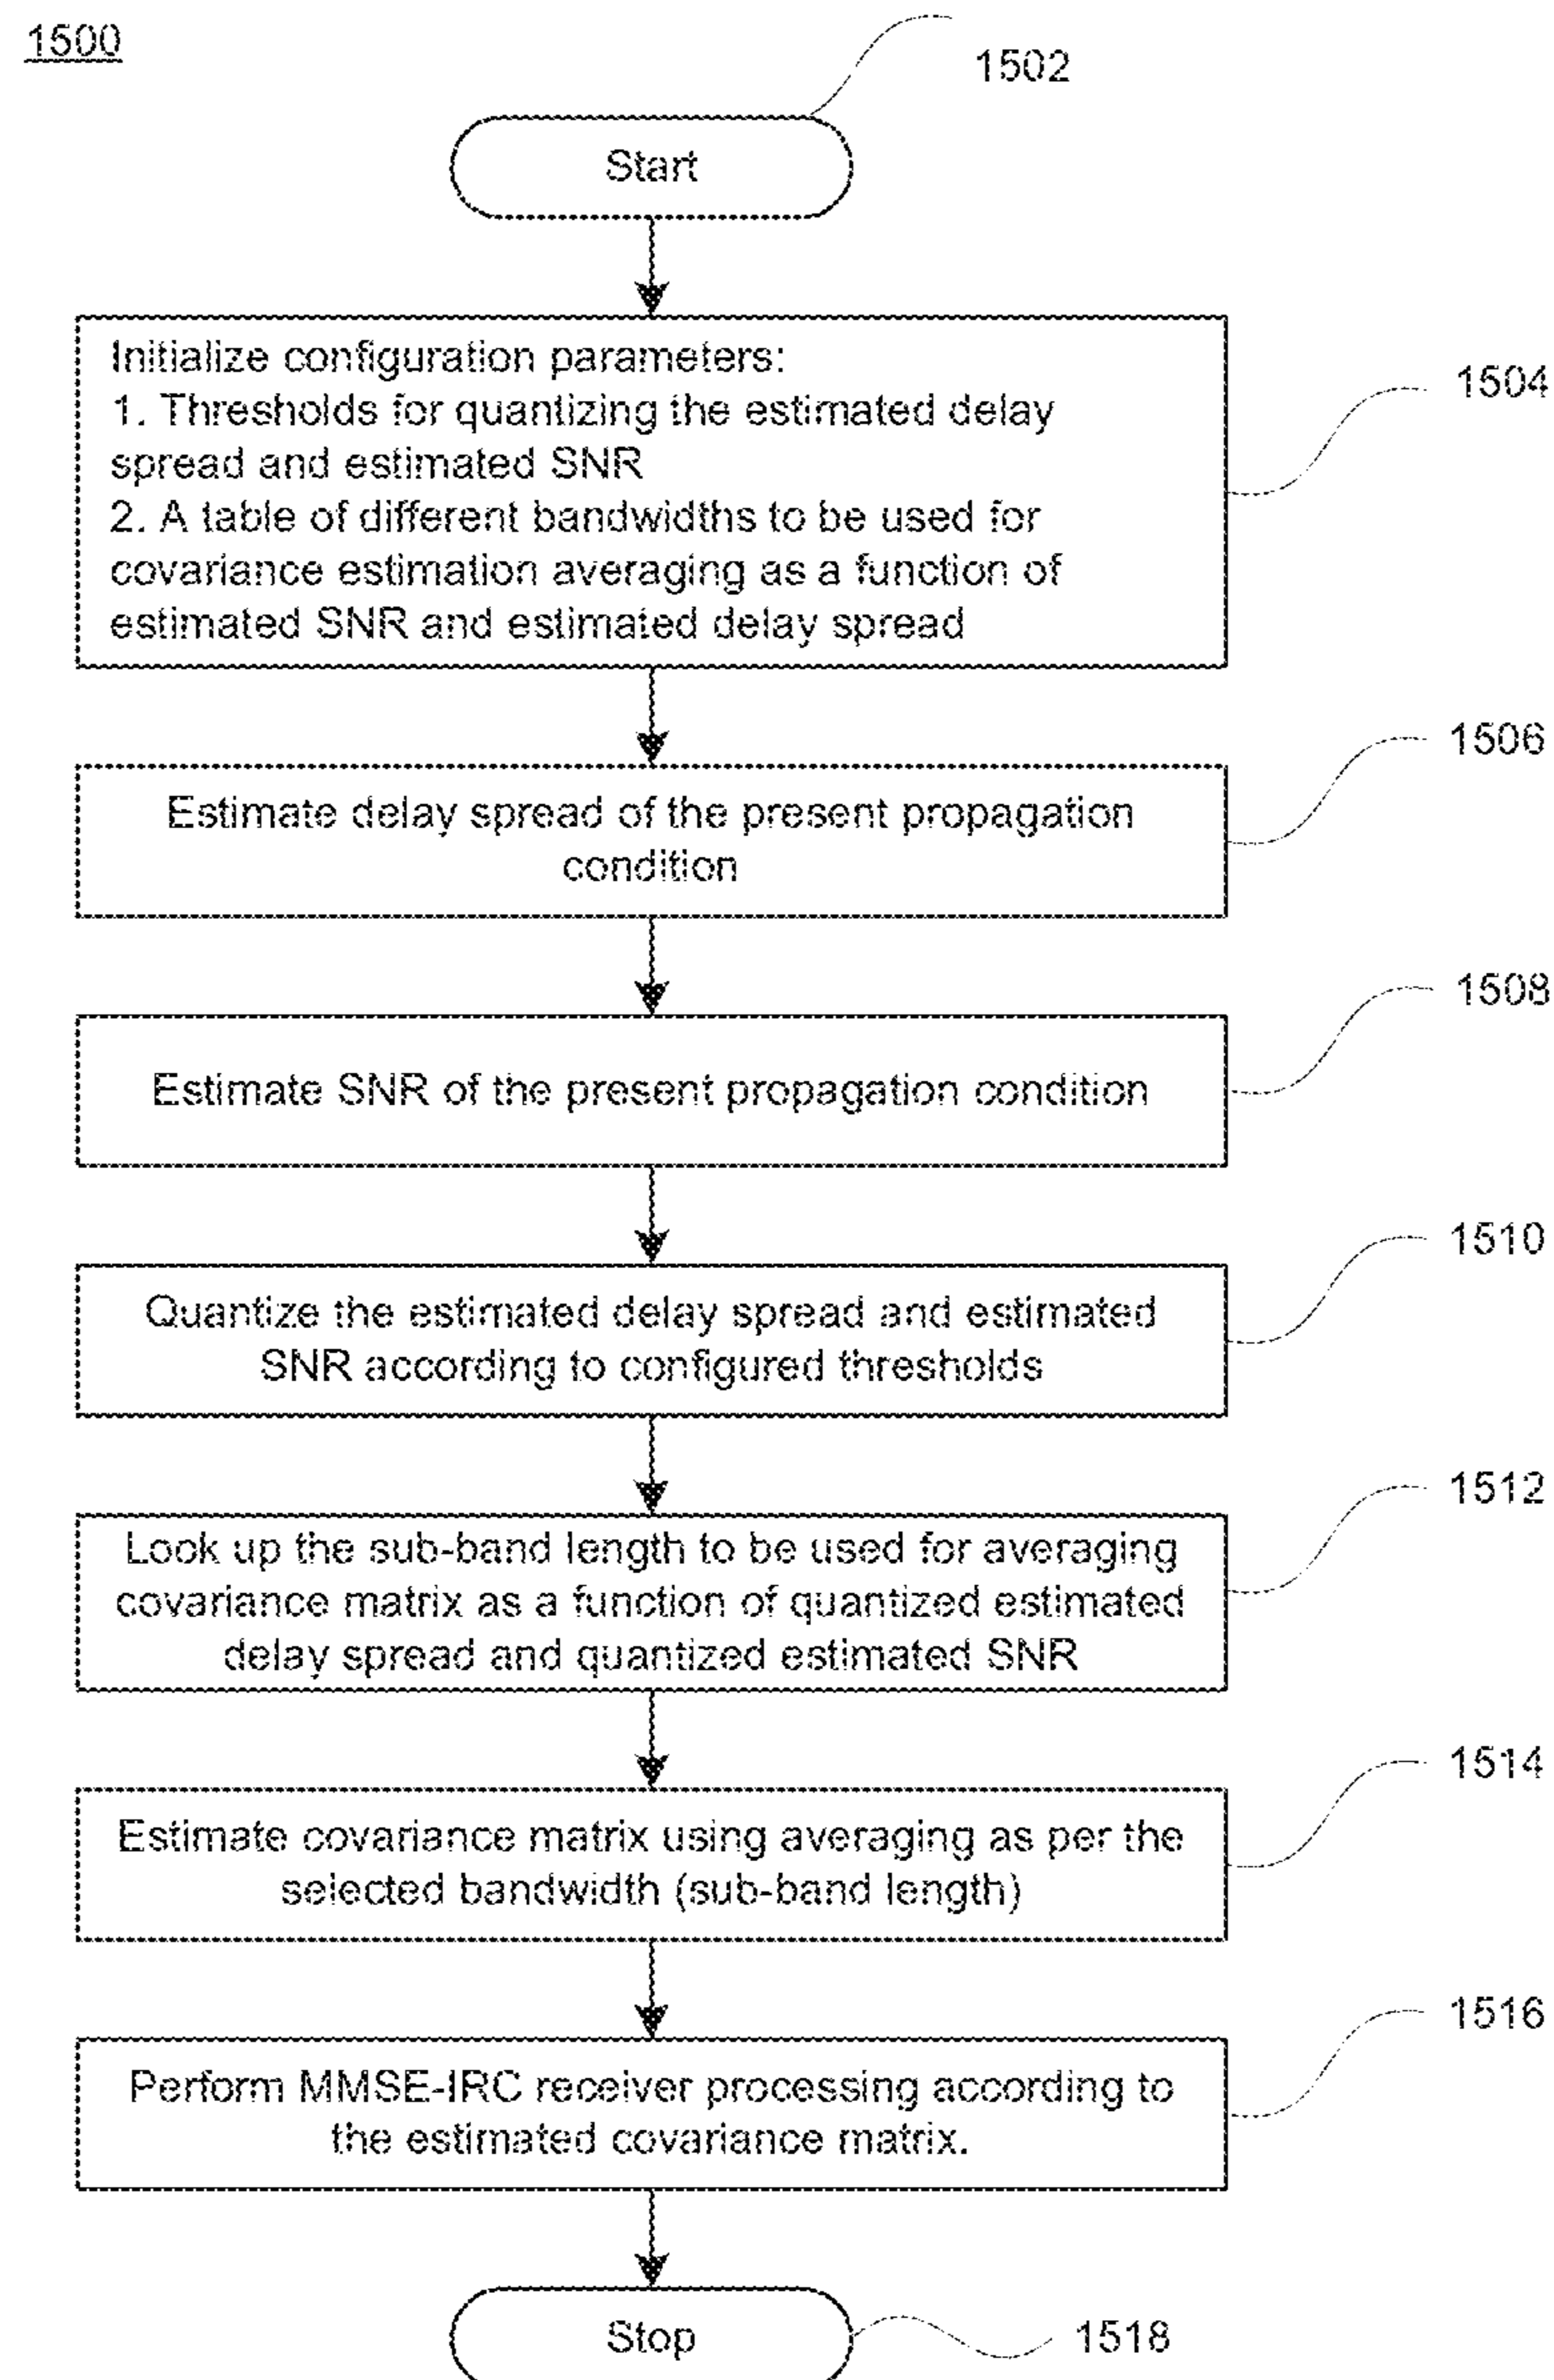 1500
1502
Start
Initialize configuration parameters:
1. Thresholds for quantizing the estimated delay
spread and estimated SNR
2. A table of different bandwidths to be used for
covariance estimation averaging as a function of
estimated SNR and estimated delay spread
1504
Estimate delay spread of the present propagation
condition
1506
Estimate SNR of the present propagation condition
1508
Quantize the estimated delay spread and estimated
SNR according to configured thresholds
1510
Look up the sub-band length to be used for averaging
covariance matrix as a function of quantized estimated
delay spread and quantized estimated SNR
1512
Estimate covariance matrix using averaging as per the
selected bandwidth (sub-band length)
1514
Perform MMSE-IRC receiver processing according to
the estimated covariance matrix.
1516
Stop
1518